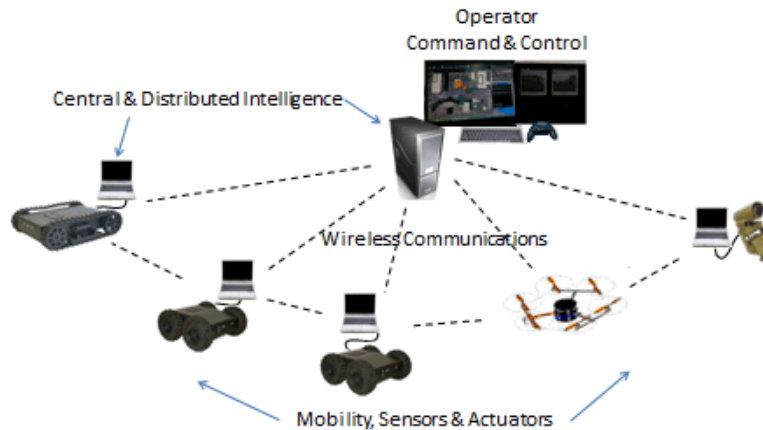 Operator
Command & Control
Central & Distributed Intelligence
Wireless Communications
Mobility, Sensors & Actuators